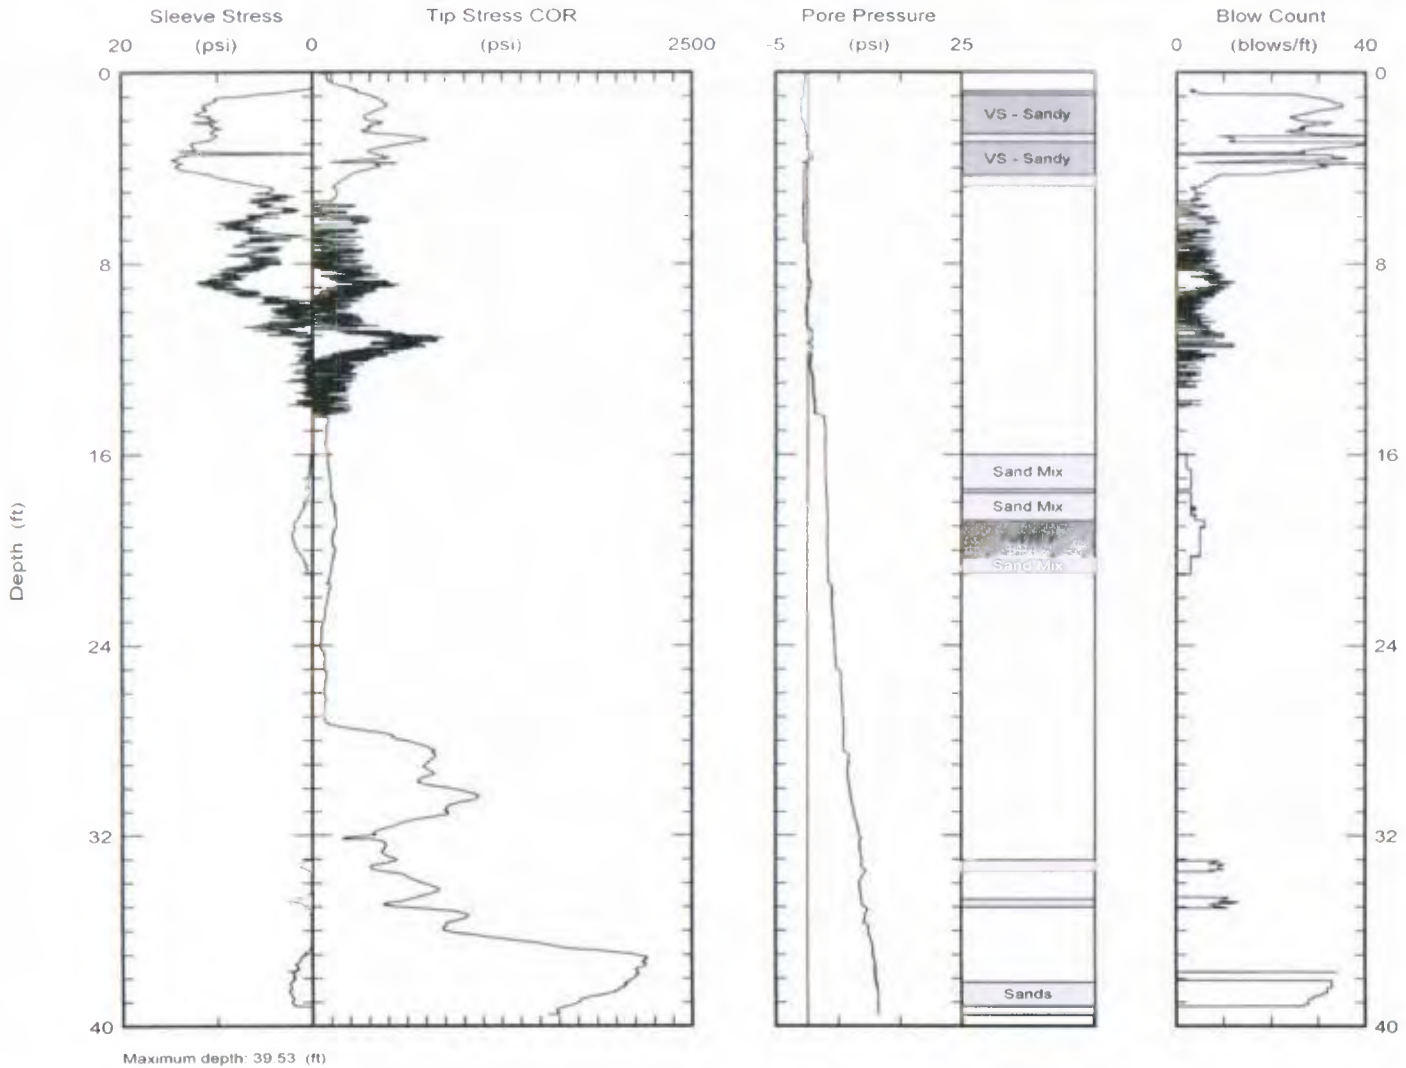 Sleeve Stress Tip Stress COR Pore Pressure Blow Count
20 (psi) 0 (psi) 2500 -5 (psi) 25 0 (blows/ft) 40
0 0
VS - Sandy
VS - Sandy
8 8
16 16
Sand Mix
Sand Mix
Sand Mix
Depth (ft)
24 24
32 32
Sands
40 40
Maximum depth: 39.53 (ft)